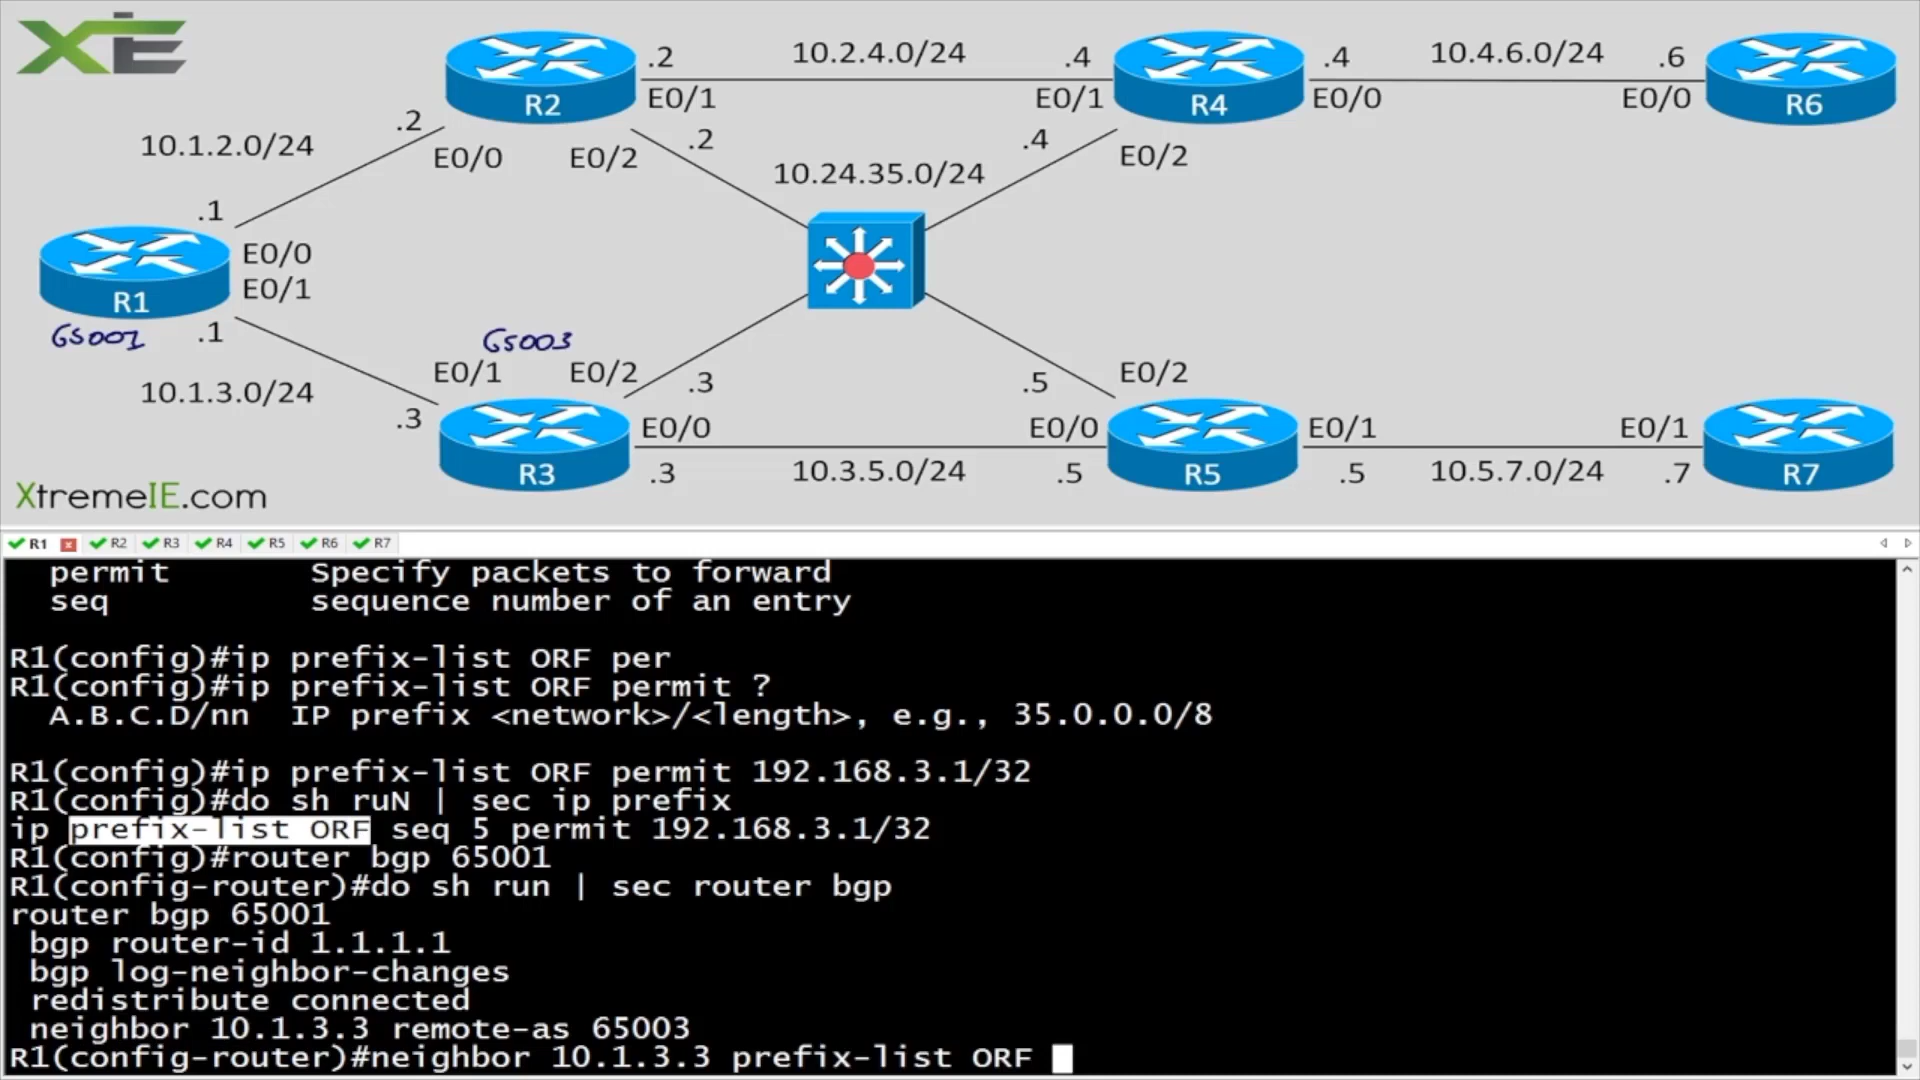 XIE
.2 10.2.4.0/24 .4 .4 10.4.6.0/24 .6
R2 E0/1 E0/1 R4 E0/0 E0/0 R6
10.1.2.0/24 .2 E0/0 E0/2 .2 .4 E0/2
10.24.35.0/24
.1
E0/0
R1 E0/1
65001 .1 65003
E0/1 E0/2 .3 .5 E0/2
10.1.3.0/24 .3
E0/0 E0/0 E0/1 E0/1
R3 .3 10.3.5.0/24 .5 R5 .5 10.5.7.0/24 .7 R7
XtremeIE.com
R1 R2 R3 R4 R5 R6 R7
permit Specify packets to forward
seq sequence number of an entry
R1(config)#ip prefix-list ORF per
R1(config)#ip prefix-list ORF permit ?
A.B.C.D/nn IP prefix <network>/<length>, e.g., 35.0.0.0/8
R1(config)#ip prefix-list ORF permit 192.168.3.1/32
R1(config)#do sh ruN | sec ip prefix
ip prefix-list ORF seq 5 permit 192.168.3.1/32
R1(config)#router bgp 65001
R1(config-router)#do sh run | sec router bgp
router bgp 65001
bgp router-id 1.1.1.1
bgp log-neighbor-changes
redistribute connected
neighbor 10.1.3.3 remote-as 65003
R1(config-router)#neighbor 10.1.3.3 prefix-list ORF